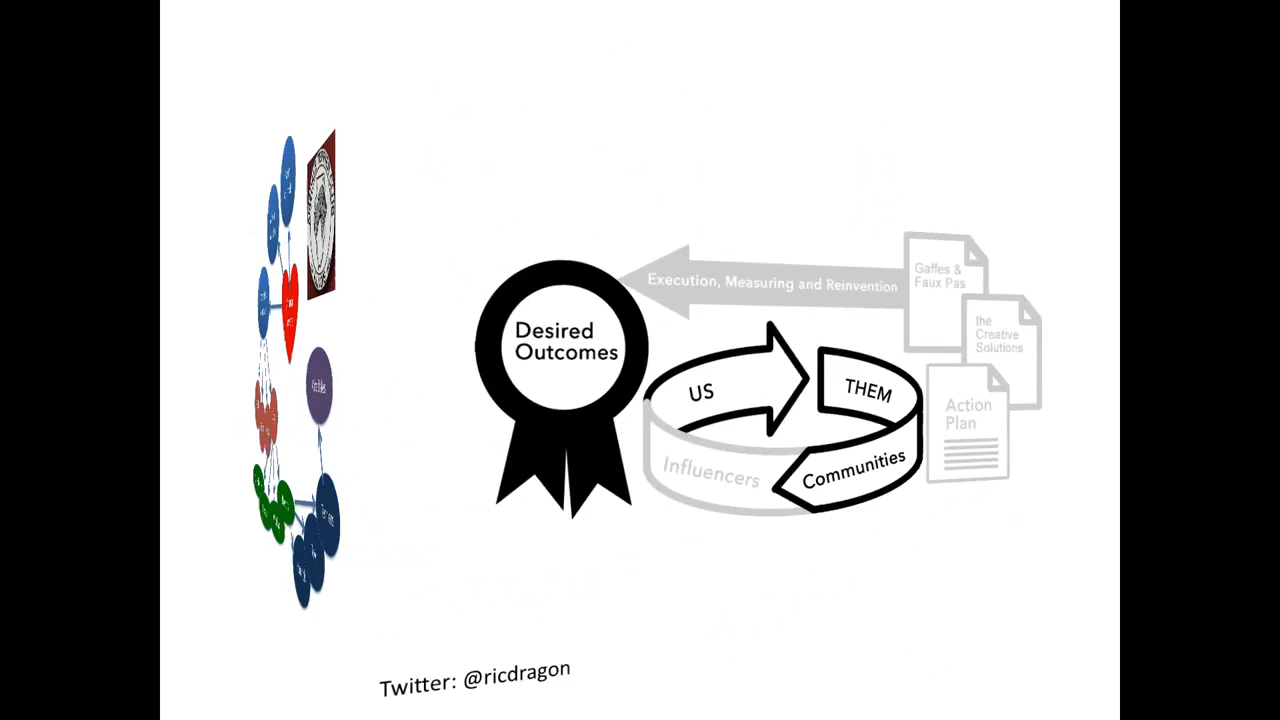 Execution, Measuring and Reinvention
Gaffes &
Faux Pas
the
Creative
Solutions
Desired
Outcomes
US
THEM
Action
Plan
Influencers
Communities
Twitter: @ricdragon